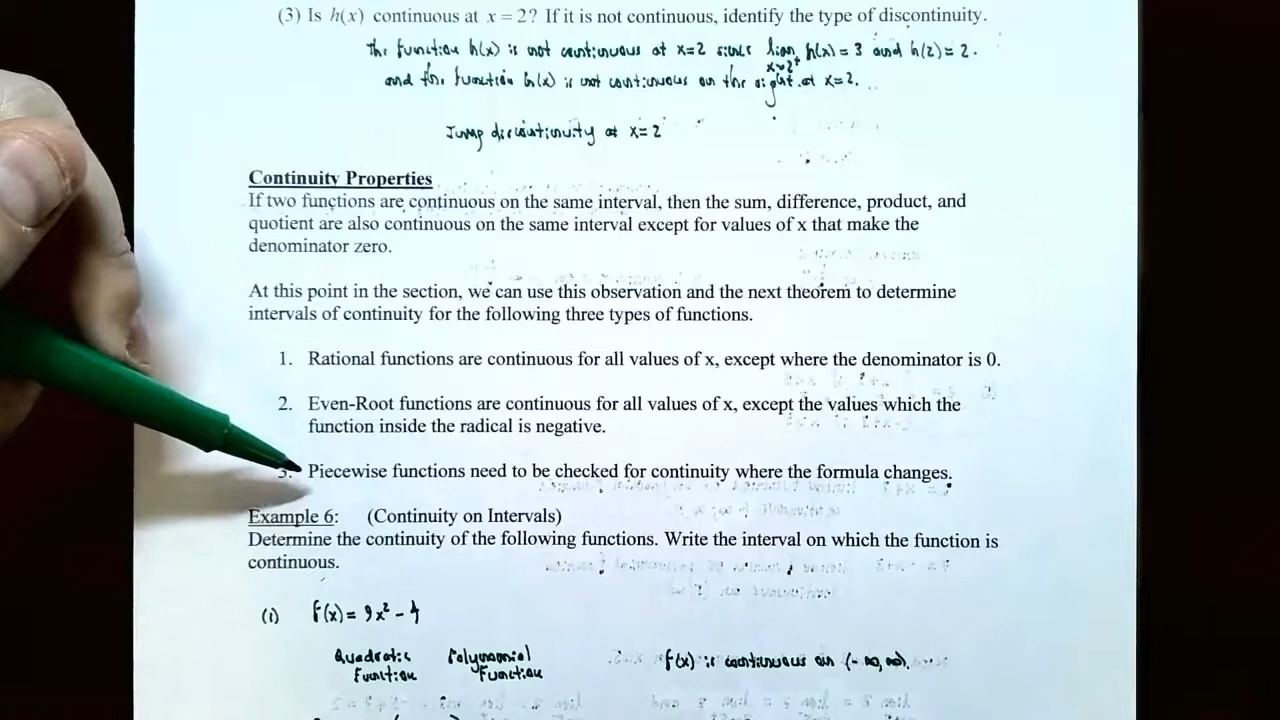 (3) Is h(x) continuous at x = 2? If it is not continuous, identify the type of discontinuity.
The function h(x) is not continuous at x=2 since lim h(x) = 3 and h(2) = 2.
x→2⁺
and the function h(x) is not continuous on the right at x=2.
Jump discontinuity at x=2
Continuity Properties
If two functions are continuous on the same interval, then the sum, difference, product, and
quotient are also continuous on the same interval except for values of x that make the
denominator zero.
At this point in the section, we can use this observation and the next theorem to determine
intervals of continuity for the following three types of functions.
1. Rational functions are continuous for all values of x, except where the denominator is 0.
2. Even-Root functions are continuous for all values of x, except the values which the
function inside the radical is negative.
3. Piecewise functions need to be checked for continuity where the formula changes.
Example 6: (Continuity on Intervals)
Determine the continuity of the following functions. Write the interval on which the function is
continuous.
(1) f(x) = 9x² - 4
Quadratic Polynomial f(x) is continuous on (-∞,∞).
Function Function